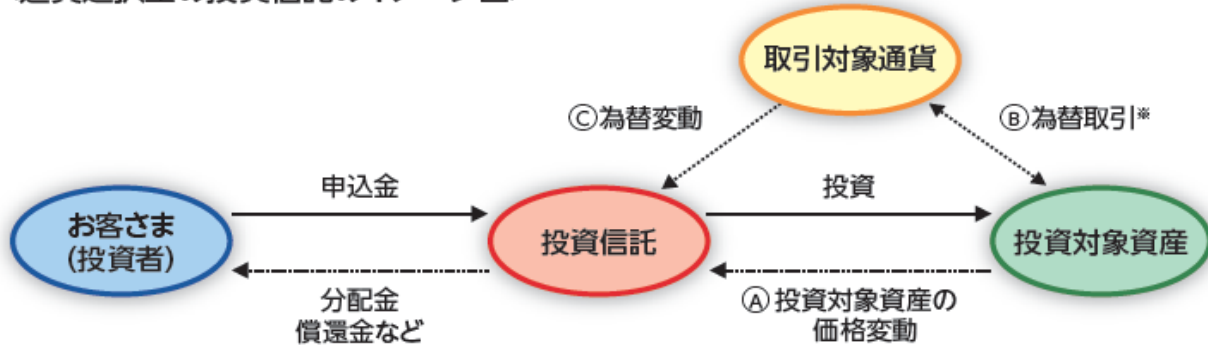 取引対象通貨
Ⓒ為替変動
Ⓑ為替取引※
申込金
投資
お客さま
(投資者)
投資信託
投資対象資産
分配金
償還金など
Ⓐ投資対象資産の
価格変動